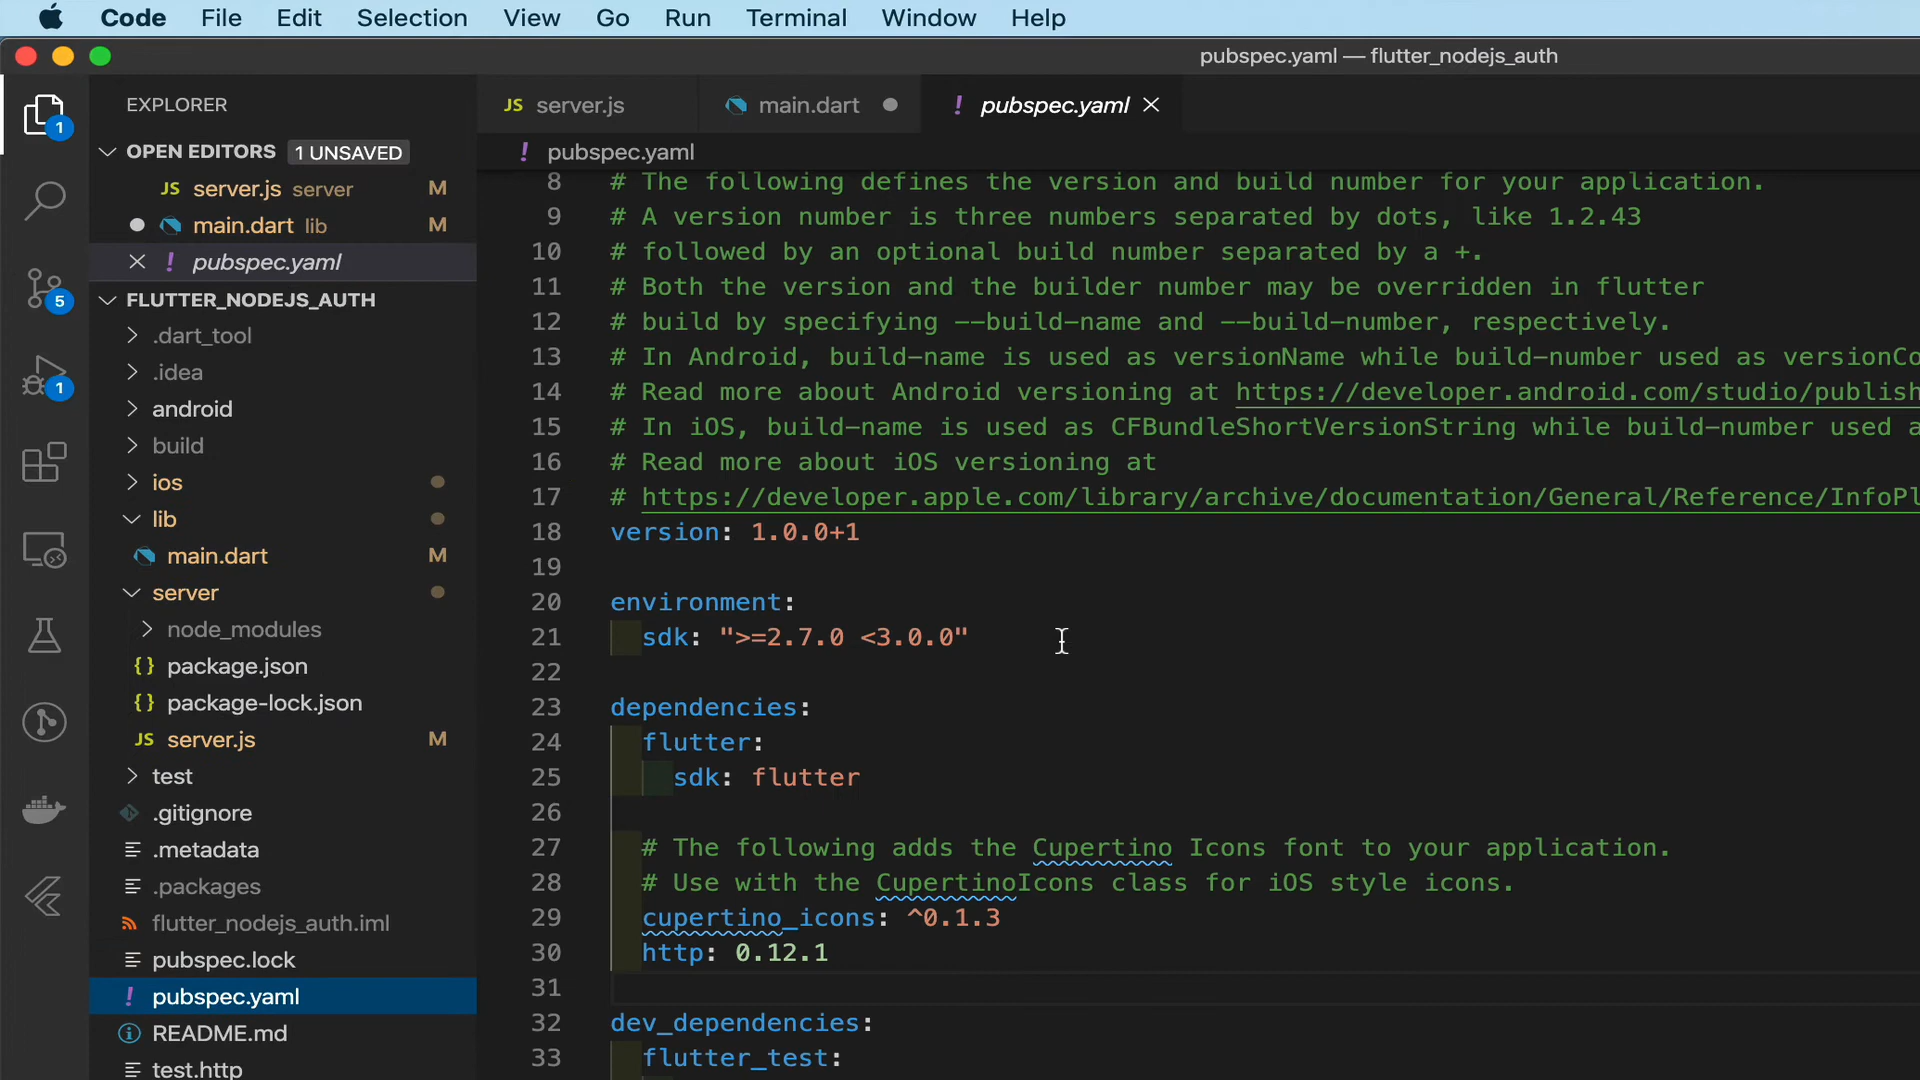 Code File Edit Selection View Go Run Terminal Window Help
pubspec.yaml — flutter_nodejs_auth
EXPLORER
OPEN EDITORS 1 UNSAVED
JS server.js server M
main.dart lib M
! pubspec.yaml
FLUTTER_NODEJS_AUTH
.dart_tool
.idea
android
build
ios
lib
main.dart M
server
node_modules
{} package.json
{} package-lock.json
JS server.js M
test
.gitignore
.metadata
.packages
flutter_nodejs_auth.iml
pubspec.lock
! pubspec.yaml
README.md
test.http
1
5
1
JS server.js
main.dart
! pubspec.yaml
! pubspec.yaml
8 # The following defines the version and build number for your application.
9 # A version number is three numbers separated by dots, like 1.2.43
10 # followed by an optional build number separated by a +.
11 # Both the version and the builder number may be overridden in flutter
12 # build by specifying --build-name and --build-number, respectively.
13 # In Android, build-name is used as versionName while build-number used as versionCo
14 # Read more about Android versioning at https://developer.android.com/studio/publish
15 # In iOS, build-name is used as CFBundleShortVersionString while build-number used a
16 # Read more about iOS versioning at
17 # https://developer.apple.com/library/archive/documentation/General/Reference/InfoPl
18 version: 1.0.0+1
19
20 environment:
21 sdk: ">=2.7.0 <3.0.0"
22
23 dependencies:
24 flutter:
25 sdk: flutter
26
27 # The following adds the Cupertino Icons font to your application.
28 # Use with the CupertinoIcons class for iOS style icons.
29 cupertino_icons: ^0.1.3
30 http: 0.12.1
31
32 dev_dependencies:
33 flutter_test: